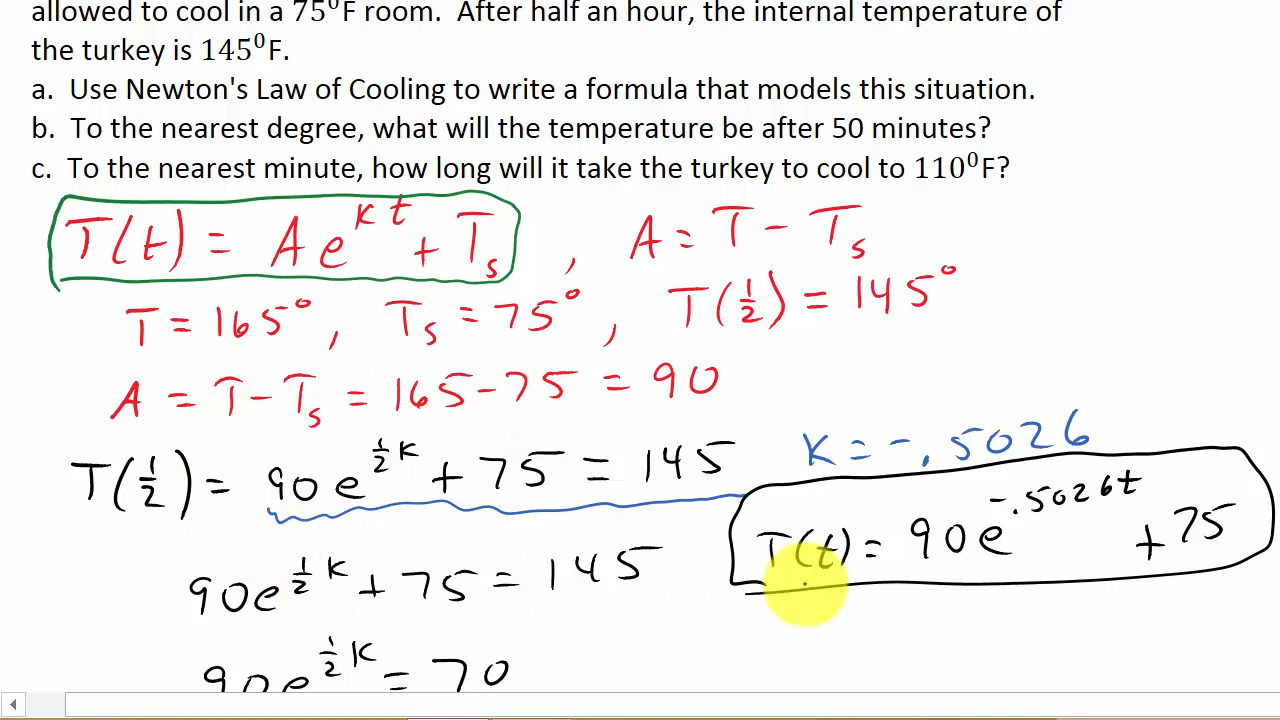 allowed to cool in a 75⁰F room. After half an hour, the internal temperature of
the turkey is 145⁰F.
a. Use Newton's Law of Cooling to write a formula that models this situation.
b. To the nearest degree, what will the temperature be after 50 minutes?
c. To the nearest minute, how long will it take the turkey to cool to 110⁰F?
T(t) = Ae^{kt} + T_s , A = T - T_s
T = 165° , T_s = 75° , T(1/2) = 145°
A = T - T_s = 165 - 75 = 90
K = -.5026
T(1/2) = 90e^{1/2 K} + 75 = 145
T(t) = 90e^{-.5026t} + 75
90e^{1/2 K} + 75 = 145
90e^{1/2 K} = 70